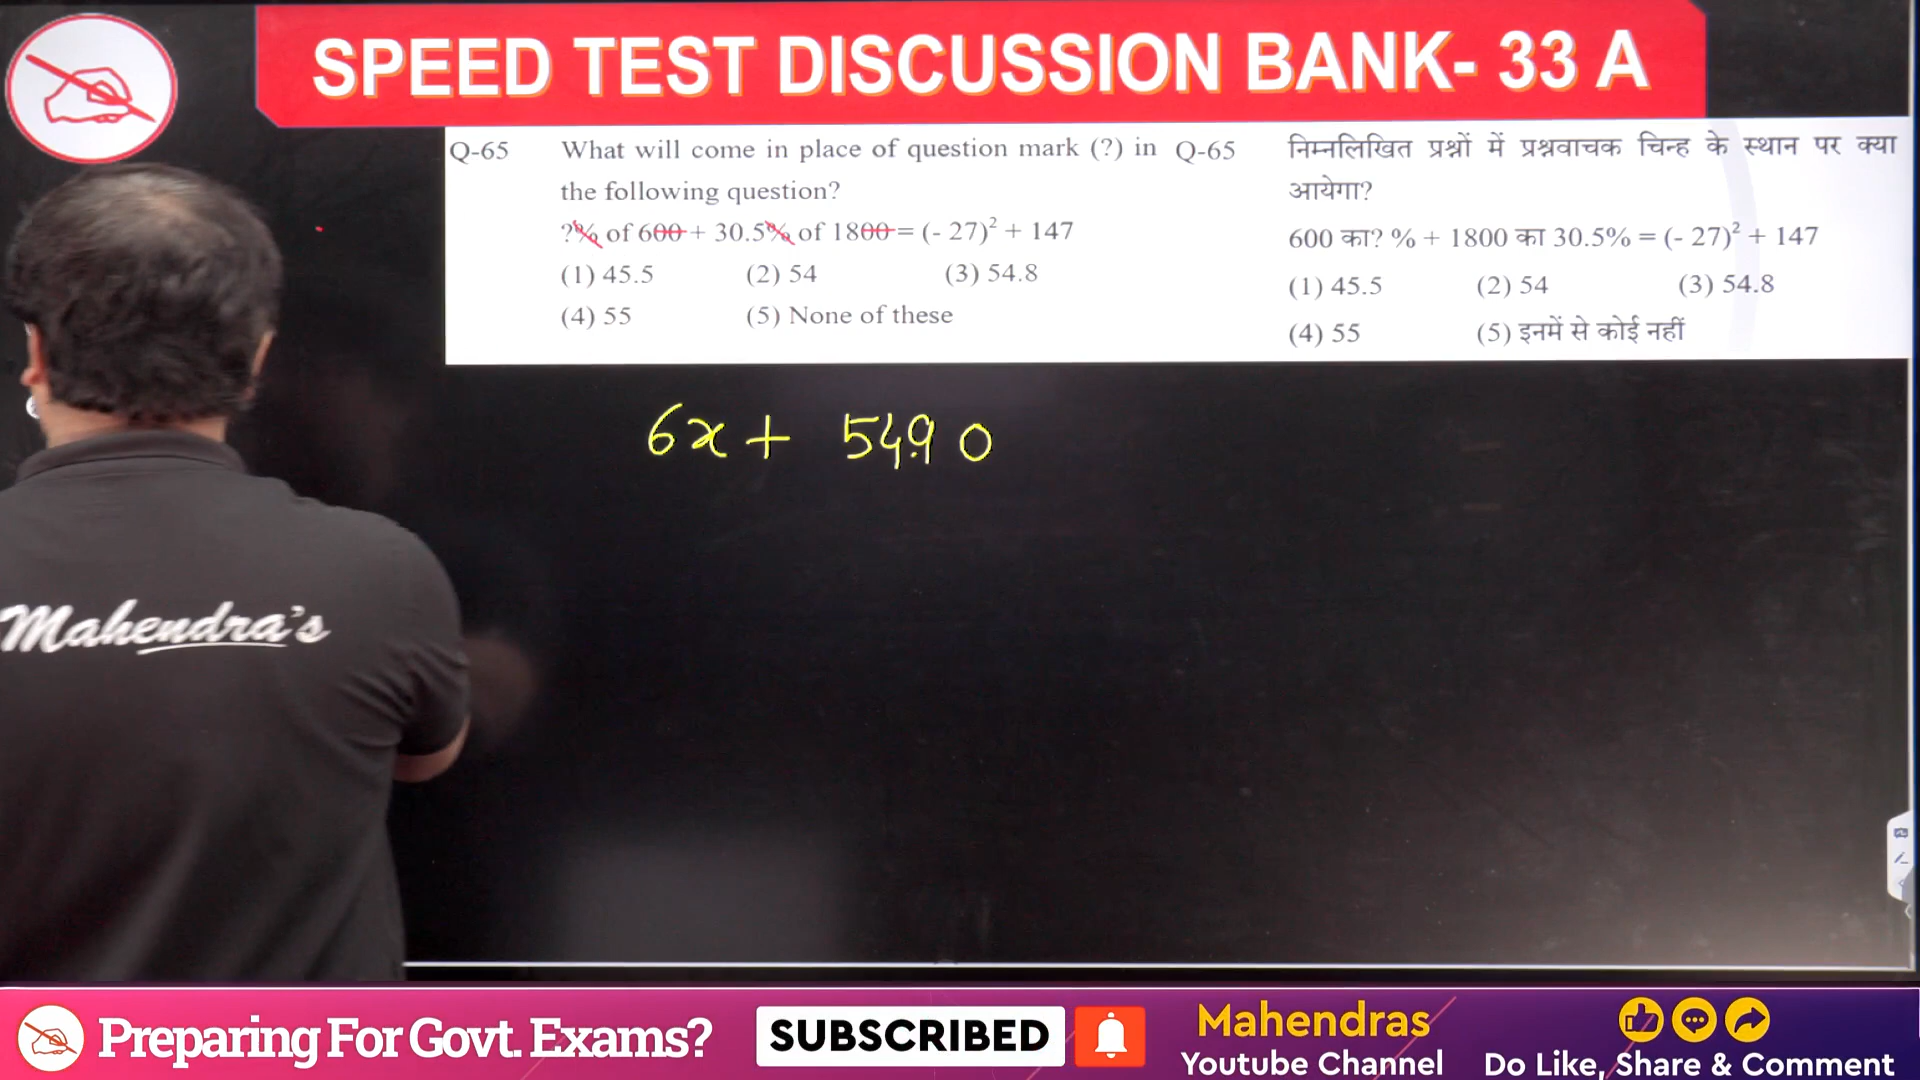 SPEED TEST DISCUSSION BANK- 33 A
Q-65 What will come in place of question mark (?) in
the following question?
?% of 600 + 30.5% of 1800 = (- 27)² + 147
(1) 45.5 (2) 54 (3) 54.8
(4) 55 (5) None of these
Q-65 निम्नलिखित प्रश्नों में प्रश्नवाचक चिन्ह के स्थान पर क्या
आयेगा?
600 का? % + 1800 का 30.5% = (- 27)² + 147
(1) 45.5 (2) 54 (3) 54.8
(4) 55 (5) इनमें से कोई नहीं
6x + 549.0
Mahendra's
Preparing For Govt. Exams?
SUBSCRIBED
Mahendras
Youtube Channel
Do Like, Share & Comment